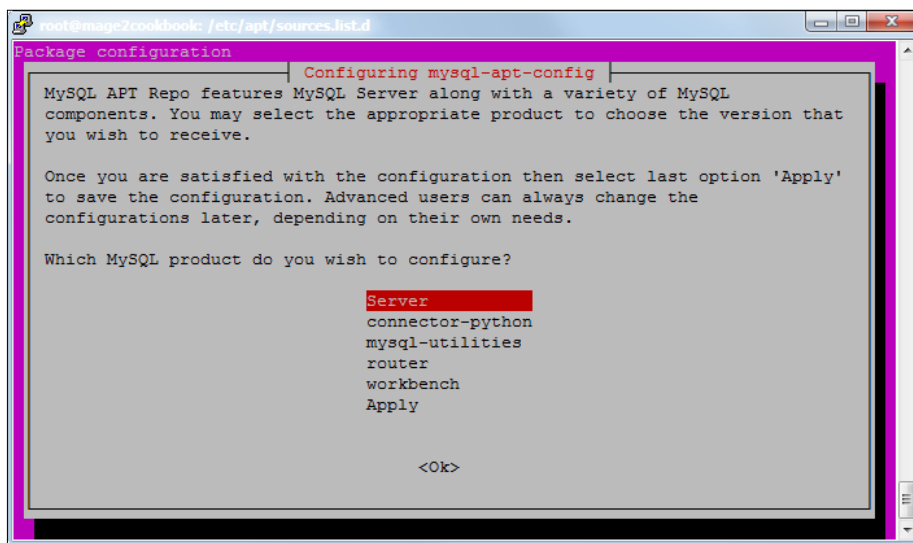 root@mage2cookbook: /etc/apt/sources.list.d
Package configuration
Configuring mysql-apt-config
MySQL APT Repo features MySQL Server along with a variety of MySQL
components. You may select the appropriate product to choose the version that
you wish to receive.
Once you are satisfied with the configuration then select last option 'Apply'
to save the configuration. Advanced users can always change the
configurations later, depending on their own needs.
Which MySQL product do you wish to configure?
Server
connector-python
mysql-utilities
router
workbench
Apply
<Ok>